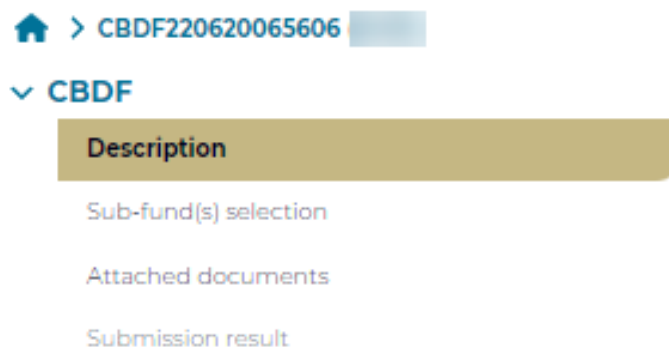 > CBDF220620065606
CBDF
Description
Sub-fund(s) selection
Attached documents
Submission result